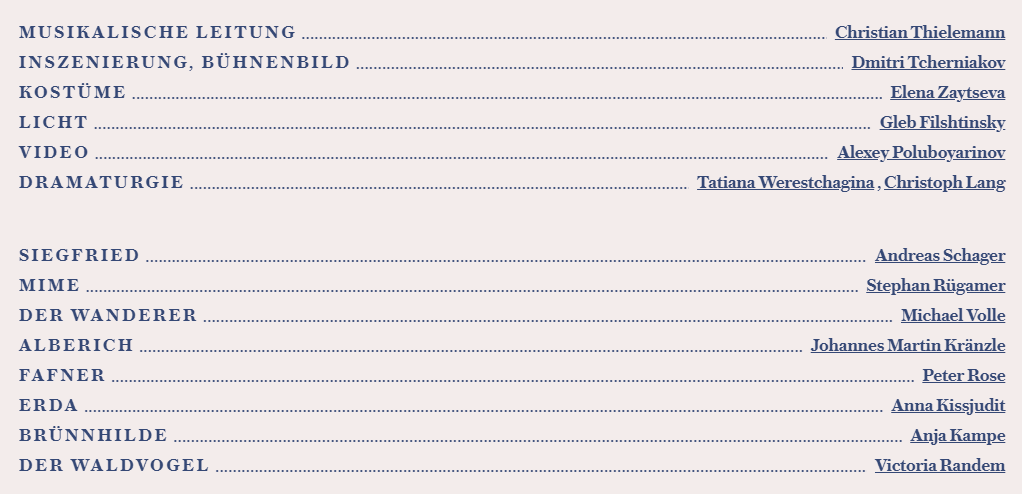 MUSIKALISCHE LEITUNG Christian Thielemann
INSZENIERUNG, BÜHNENBILD Dmitri Tcherniakov
KOSTÜME Elena Zaytseva
LICHT Gleb Filshtinsky
VIDEO Alexey Poluboyarinov
DRAMATURGIE Tatiana Werestchagina , Christoph Lang
SIEGFRIED Andreas Schager
MIME Stephan Rügamer
DER WANDERER Michael Volle
ALBERICH Johannes Martin Kränzle
FAFNER Peter Rose
ERDA Anna Kissjudit
BRÜNNHILDE Anja Kampe
DER WALDVOGEL Victoria Randem